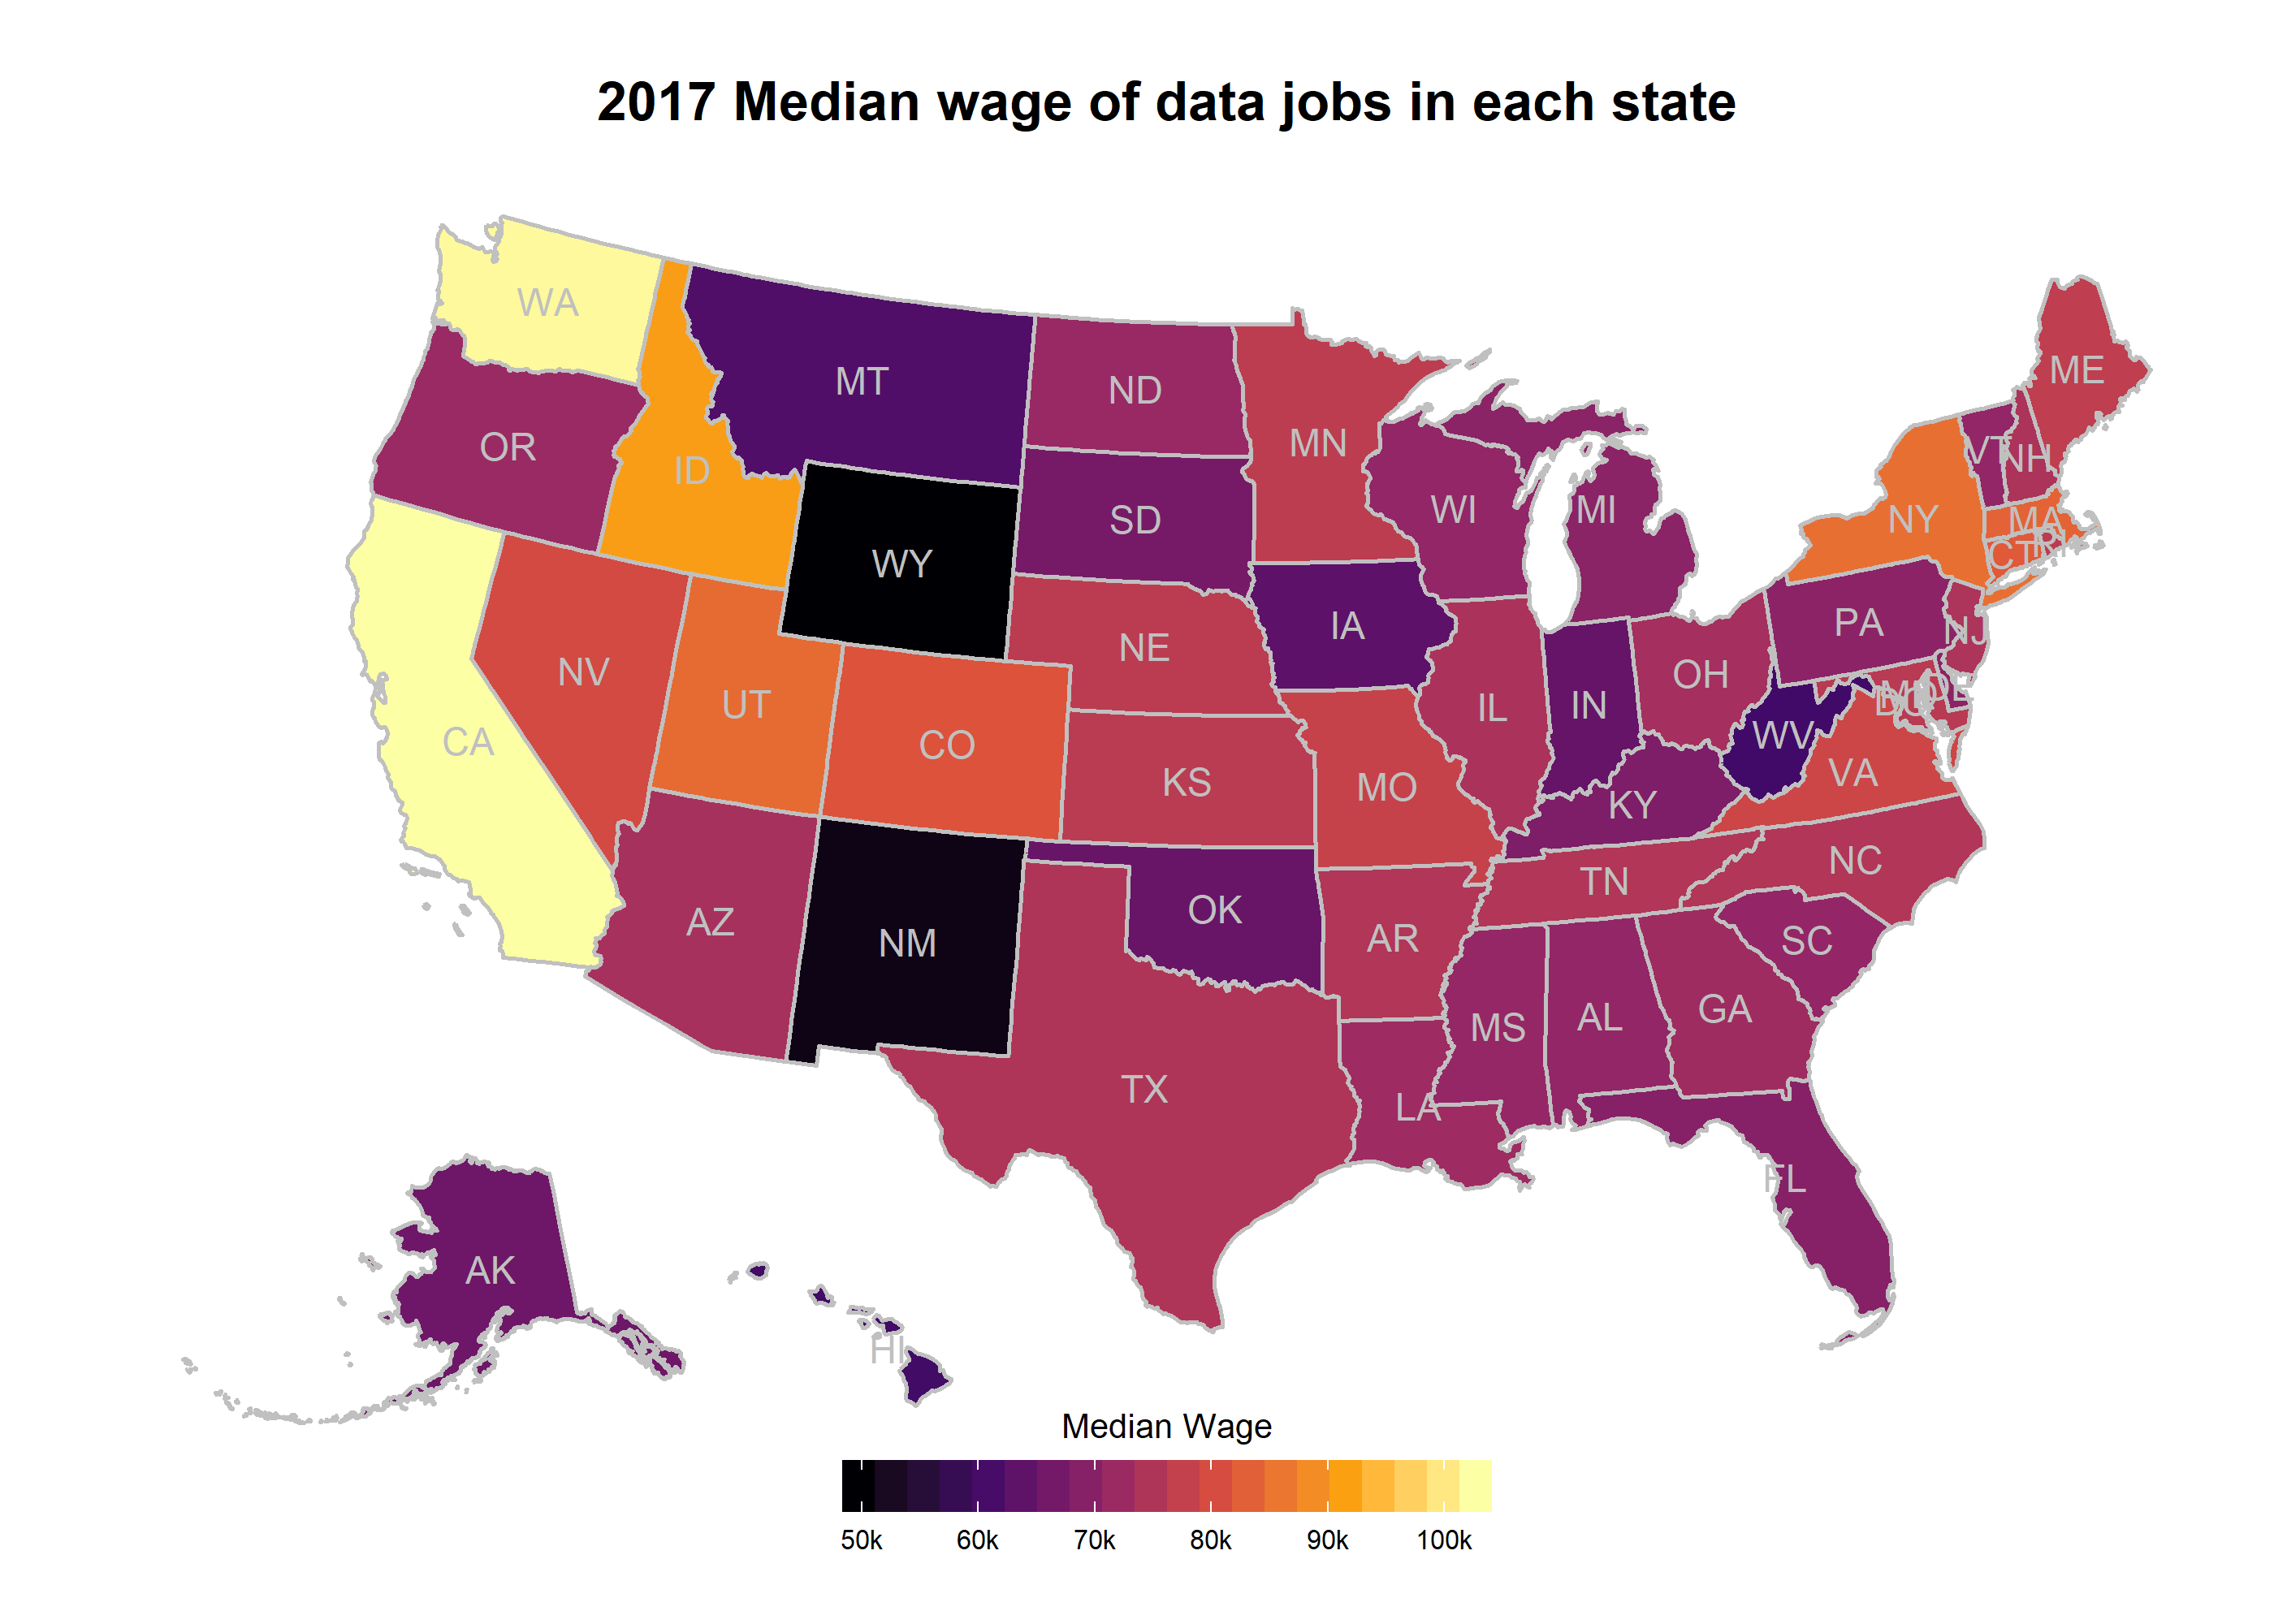 2017 Median wage of data jobs in each state
WA
MT
ND
ME
OR
ID
MN
VT
NH
SD
WI
MI
NY
MA
RI
CT
WY
NE
IA
PA
NJ
NV
UT
IL
IN
OH
MD
DE
DC
CA
CO
WV
KS
MO
KY
VA
AZ
NM
OK
AR
TN
NC
SC
TX
MS
AL
GA
LA
FL
AK
HI
Median Wage
50k 60k 70k 80k 90k 100k